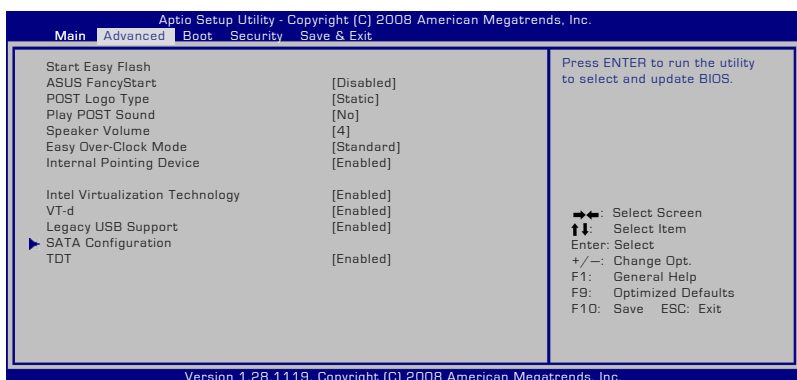 Aptio Setup Utility - Copyright (C) 2008 American Megatrends, Inc.
Main Advanced Boot Security Save & Exit
Start Easy Flash
ASUS FancyStart [Disabled]
POST Logo Type [Static]
Play POST Sound [No]
Speaker Volume [4]
Easy Over-Clock Mode [Standard]
Internal Pointing Device [Enabled]
Intel Virtualization Technology [Enabled]
VT-d [Enabled]
Legacy USB Support [Enabled]
SATA Configuration
TDT [Enabled]
Press ENTER to run the utility
to select and update BIOS.
→←: Select Screen
↑↓: Select Item
Enter: Select
+/—: Change Opt.
F1: General Help
F9: Optimized Defaults
F10: Save ESC: Exit
Version 1.28.1119. Copyright (C) 2008 American Megatrends, Inc.